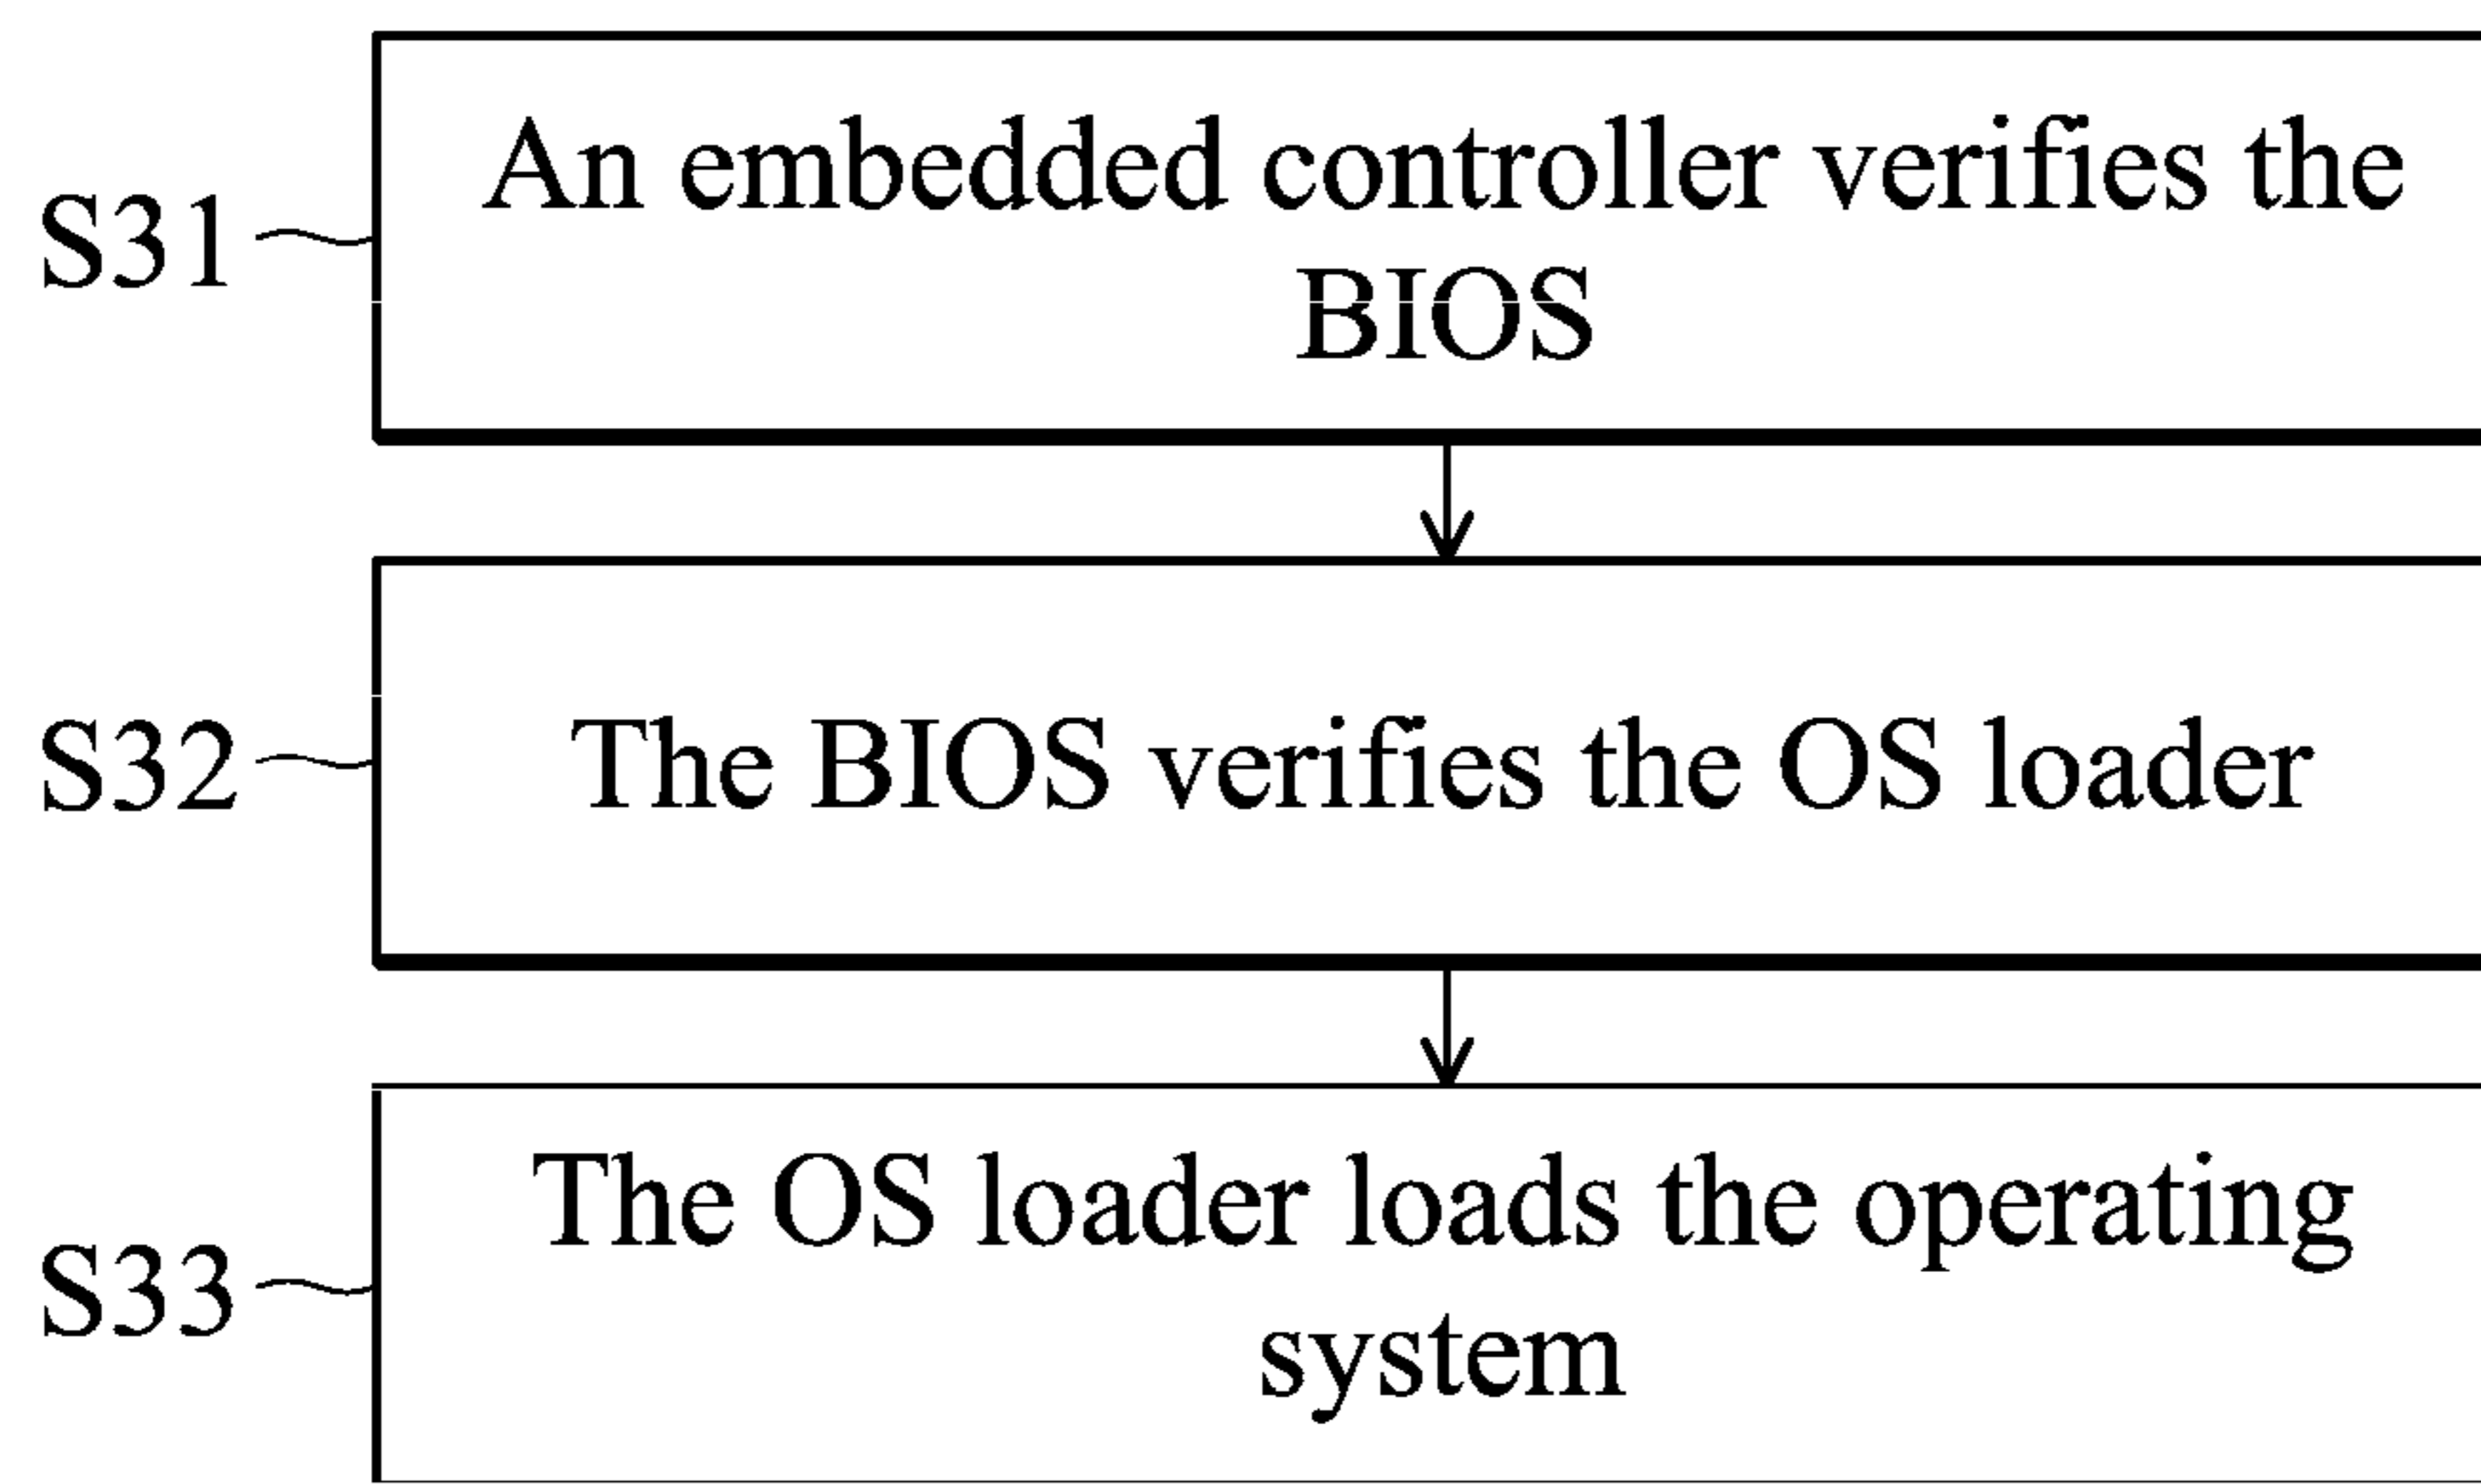 S31
An embedded controller verifies the
BIOS
S32
The BIOS verifies the OS loader
S33
The OS loader loads the operating
system